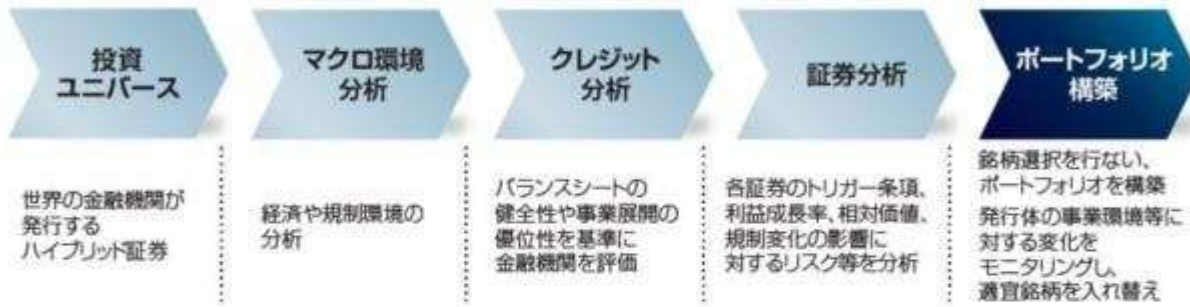 投資
ユニバース
マクロ環境
分析
クレジット
分析
証券分析
ポートフォリオ
構築
世界の金融機関が
発行する
ハイブリッド証券
経済や規制環境の
分析
バランスシートの
健全性や事業展開の
優位性を基準に
金融機関を評価
各証券のトリガー条項、
利益成長率、相対価値、
規制変化の影響に
対するリスク等を分析
銘柄選択を行ない、
ポートフォリオを構築
発行体の事業環境等に
対する変化を
モニタリングし、
適宜銘柄を入れ替え